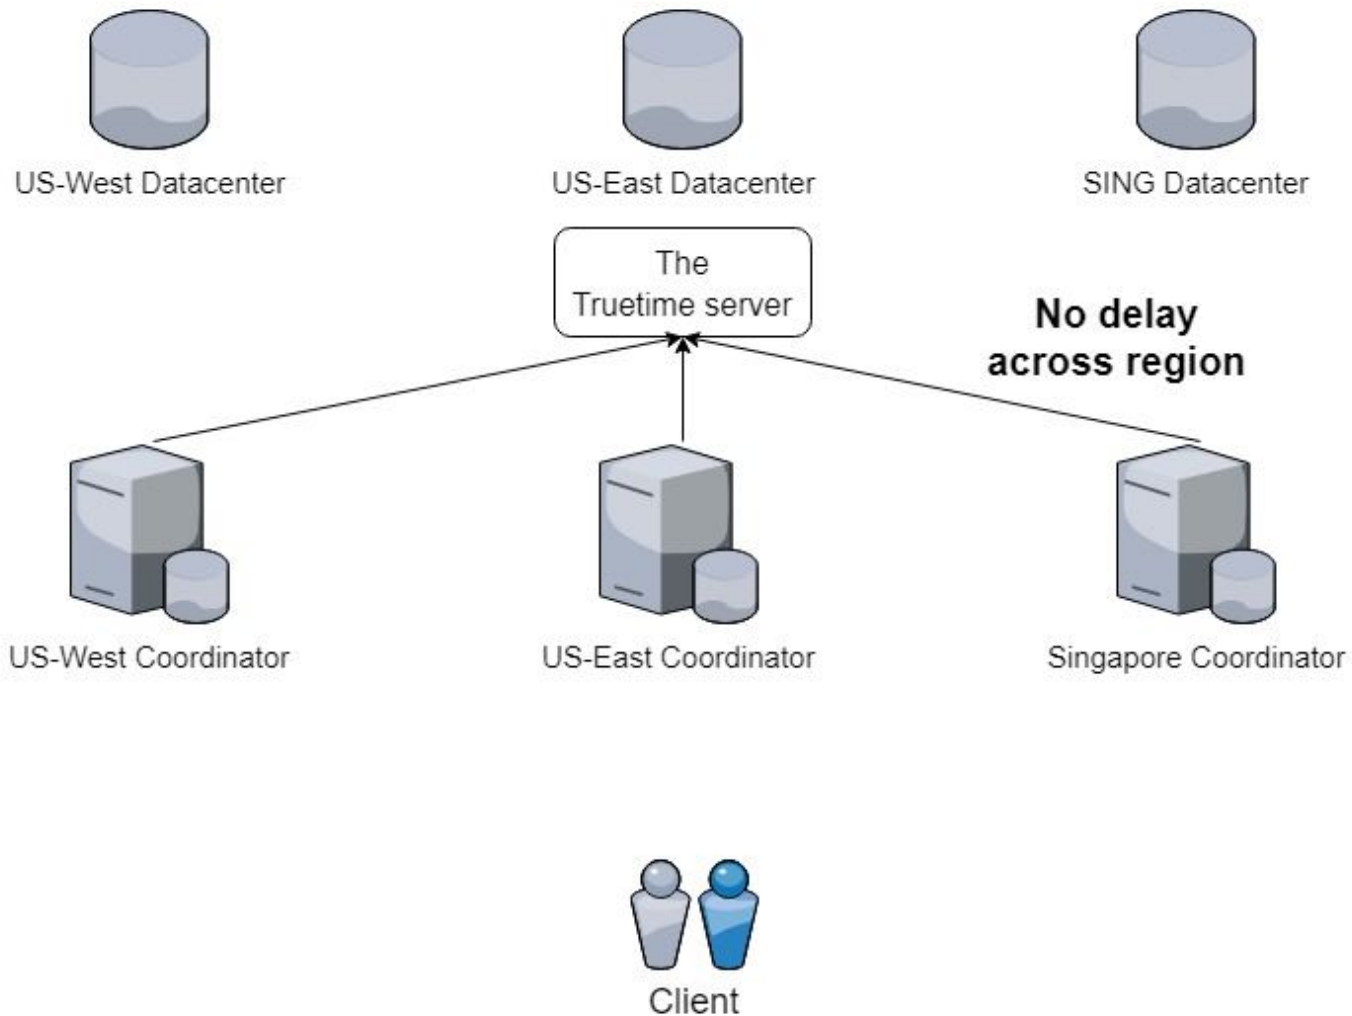 US-West Datacenter
US-East Datacenter
SING Datacenter
The
Truetime server
No delay
across region
US-West Coordinator
US-East Coordinator
Singapore Coordinator
Client